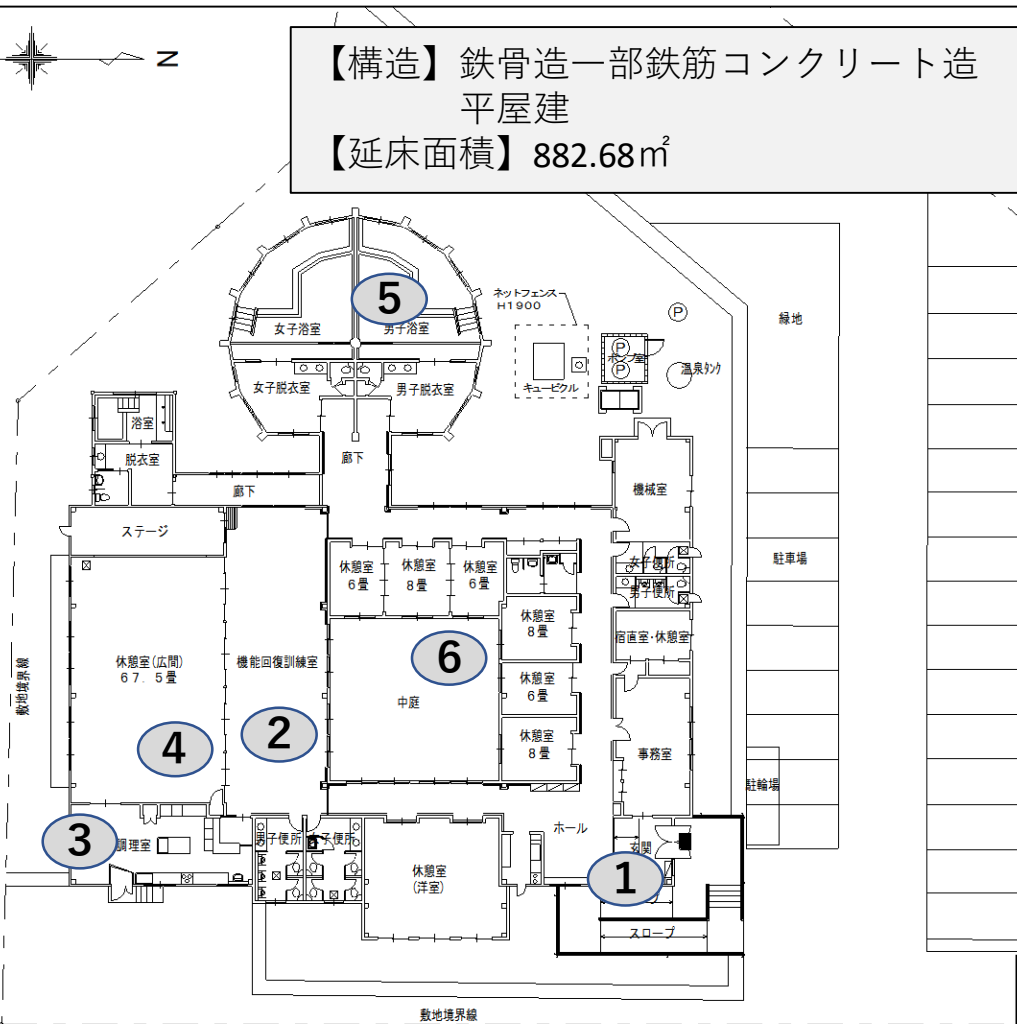 N
【構造】鉄骨造一部鉄筋コンクリート造
平屋建
【延床面積】882.68㎡
ネットフェンス
H1900
キュービクル
P
P
P
ポンプ室
温泉タンク
緑地
5
女子浴室
男子浴室
女子脱衣室
男子脱衣室
浴室
脱衣室
廊下
廊下
機械室
ステージ
女子便所
男子便所
駐車場
休憩室
6畳
休憩室
8畳
休憩室
6畳
休憩室
8畳
宿直室・休憩室
休憩室(広間)
67.5畳
機能回復訓練室
6
中庭
休憩室
6畳
休憩室
8畳
敷地境界線
4
2
事務室
駐輪場
3
調理室
男子便所
女子便所
休憩室
(洋室)
ホール
玄関
1
スロープ
敷地境界線